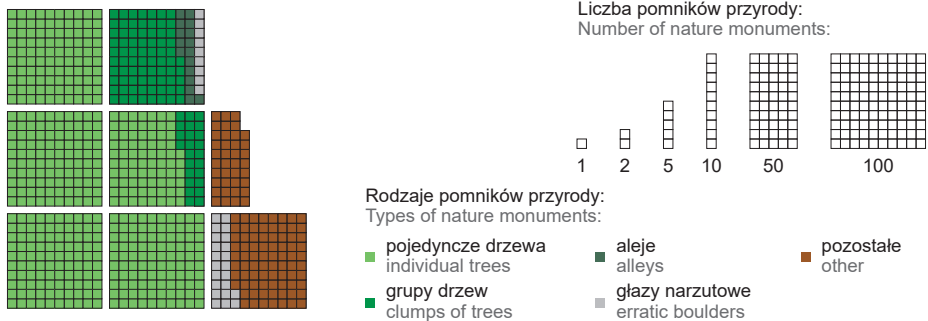 Liczba pomników przyrody:
Number of nature monuments:
1 2 5 10 50 100
Rodzaje pomników przyrody:
Types of nature monuments:
pojedyncze drzewa
individual trees
grupy drzew
clumps of trees
aleje
alleys
głazy narzutowe
erratic boulders
pozostałe
other